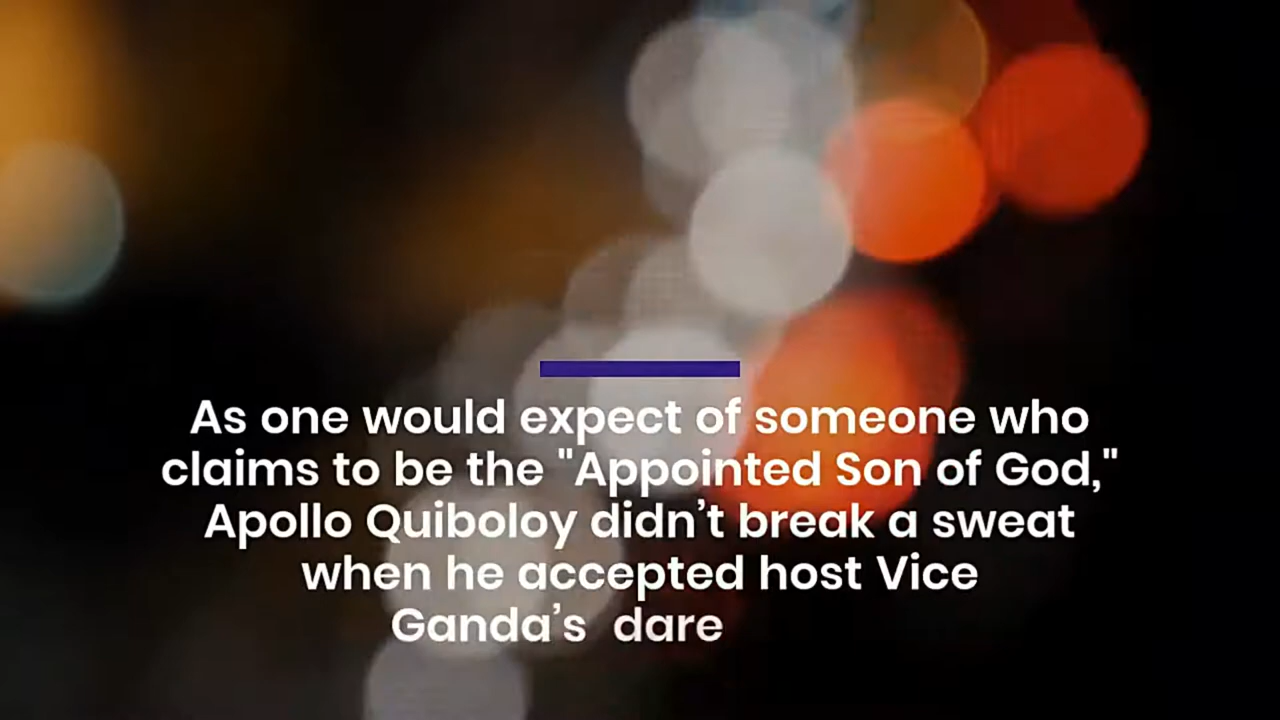 As one would expect of someone who
claims to be the "Appointed Son of God,"
Apollo Quiboloy didn’t break a sweat
when he accepted host Vice
Ganda’s dare